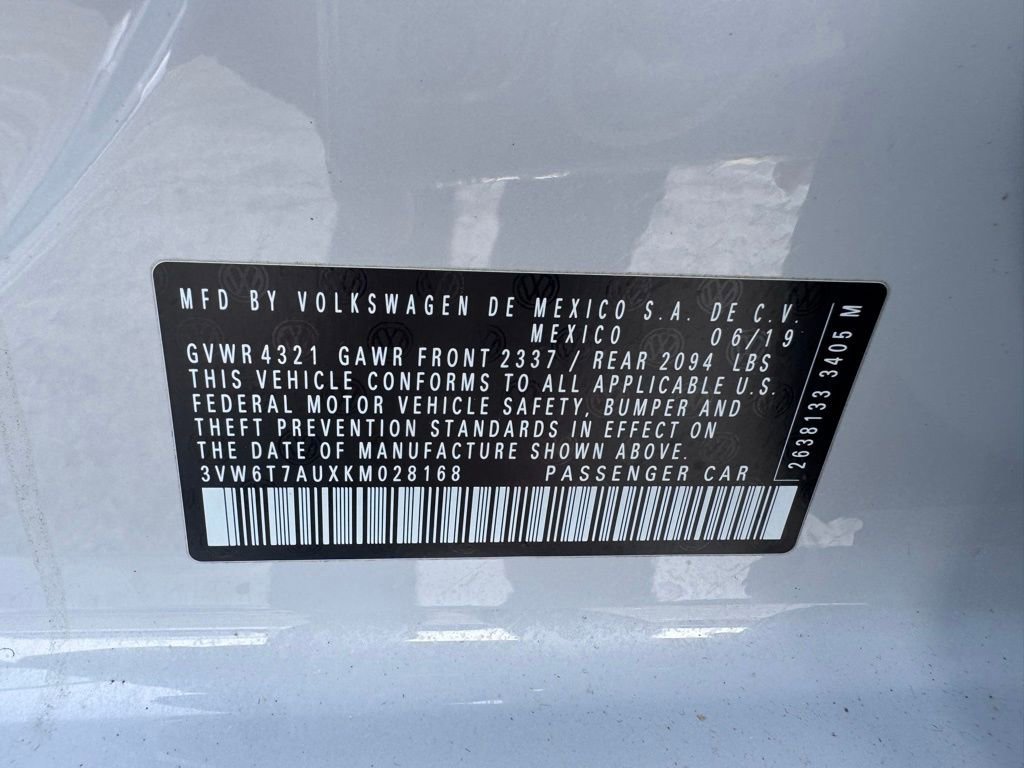 MFD BY VOLKSWAGEN DE MEXICO S.A. DE C.V.
MEXICO 06/19
GVWR 4321 GAWR FRONT 2337 / REAR 2094 LBS
THIS VEHICLE CONFORMS TO ALL APPLICABLE U.S.
FEDERAL MOTOR VEHICLE SAFETY, BUMPER AND
THEFT PREVENTION STANDARDS IN EFFECT ON
THE DATE OF MANUFACTURE SHOWN ABOVE.
3VW6T7AUXKM028168 PASSENGER CAR
2638133 3405 M